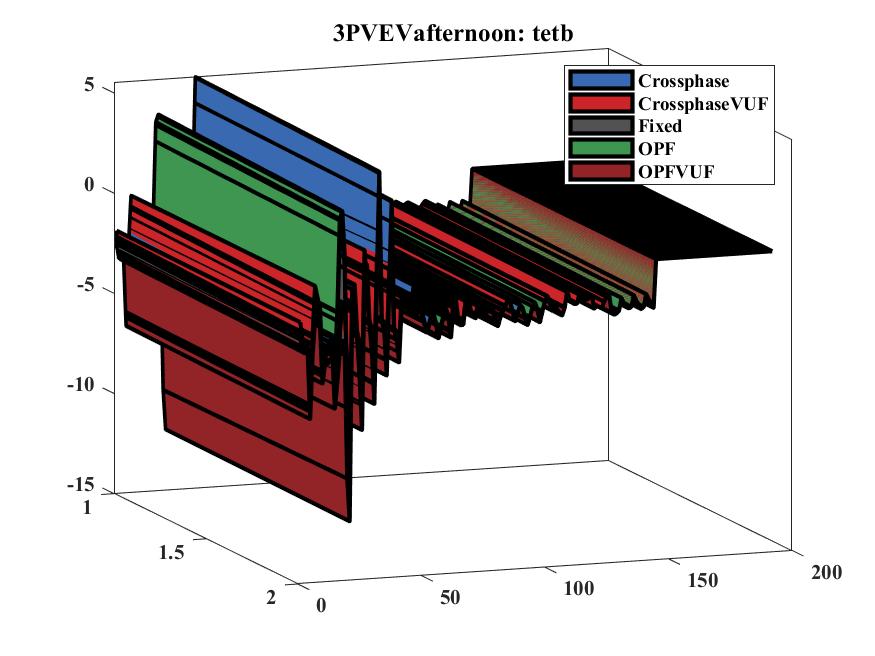 3PVEVafternoon: tetb
Crossphase
CrossphaseVUF
Fixed
OPF
OPFVUF
5
0
-5
-10
-15
1
1.5
2
0
50
100
150
200